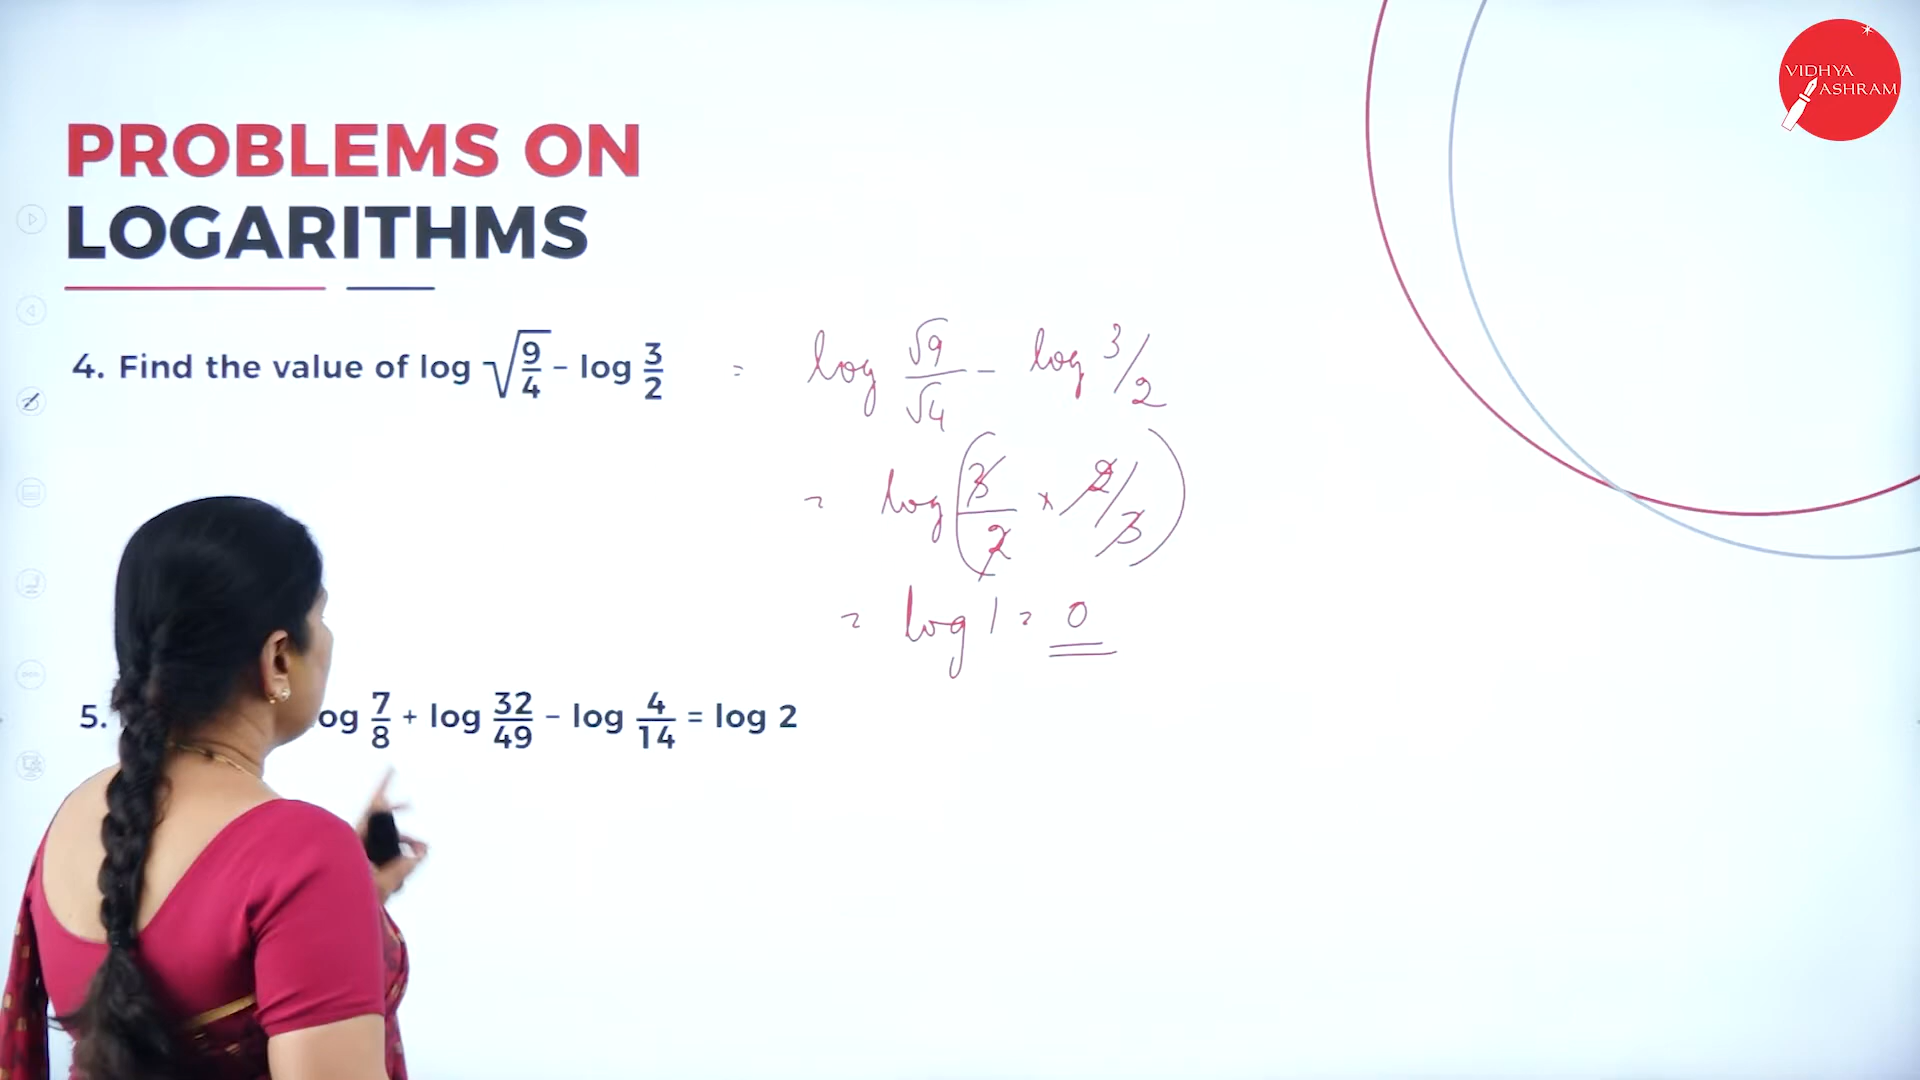 VIDHYA
ASHRAM
PROBLEMS ON
LOGARITHMS
4. Find the value of log √(9/4) - log 3/2 = log √9/√4 - log 3/2
= log (3/2 × 2/3)
= log 1 = 0
5. og 7/8 + log 32/49 - log 4/14 = log 2